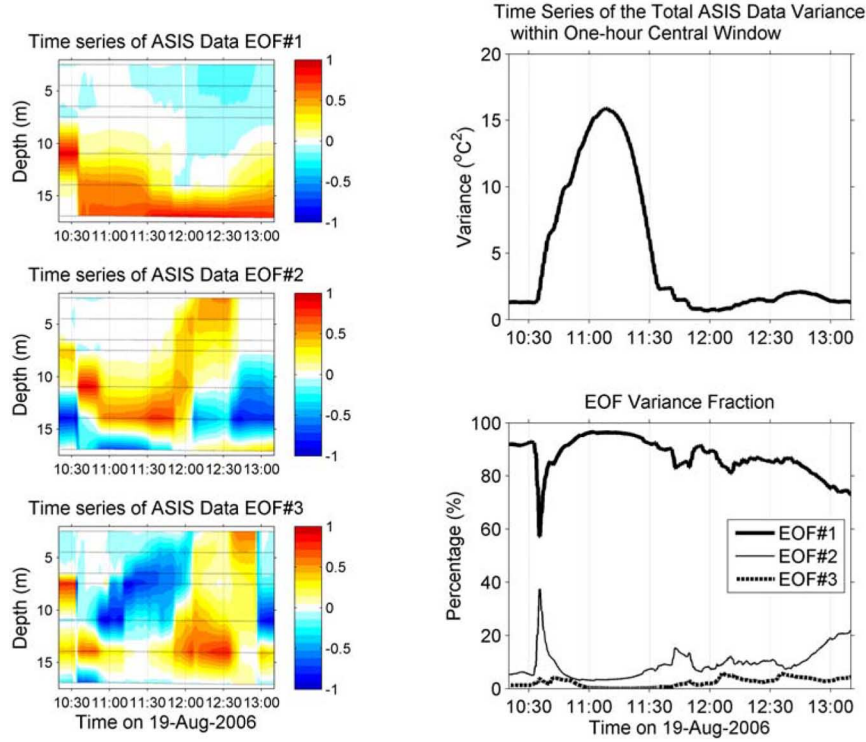 Time series of ASIS Data EOF#1
Depth (m)
5
10
15
10:30 11:00 11:30 12:00 12:30 13:00
1
0.5
0
-0.5
-1
Time series of ASIS Data EOF#2
Depth (m)
5
10
15
10:30 11:00 11:30 12:00 12:30 13:00
1
0.5
0
-0.5
-1
Time series of ASIS Data EOF#3
Depth (m)
5
10
15
10:30 11:00 11:30 12:00 12:30 13:00
Time on 19-Aug-2006
1
0.5
0
-0.5
-1
Time Series of the Total ASIS Data Variance
within One-hour Central Window
Variance (°C²)
20
15
10
5
0
10:30 11:00 11:30 12:00 12:30 13:00
EOF Variance Fraction
Percentage (%)
100
80
60
40
20
0
EOF#1
EOF#2
EOF#3
10:30 11:00 11:30 12:00 12:30 13:00
Time on 19-Aug-2006